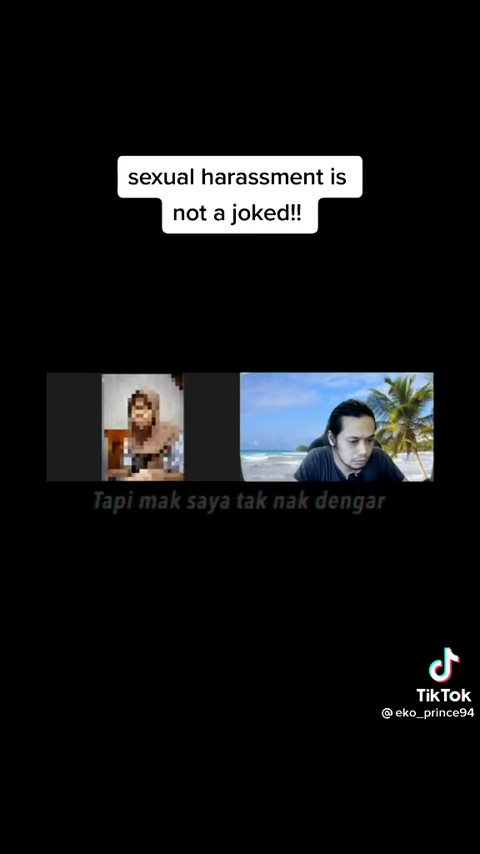 sexual harassment is
not a joked!!
Tapi mak saya tak nak dengar
TikTok
@ eko_prince94